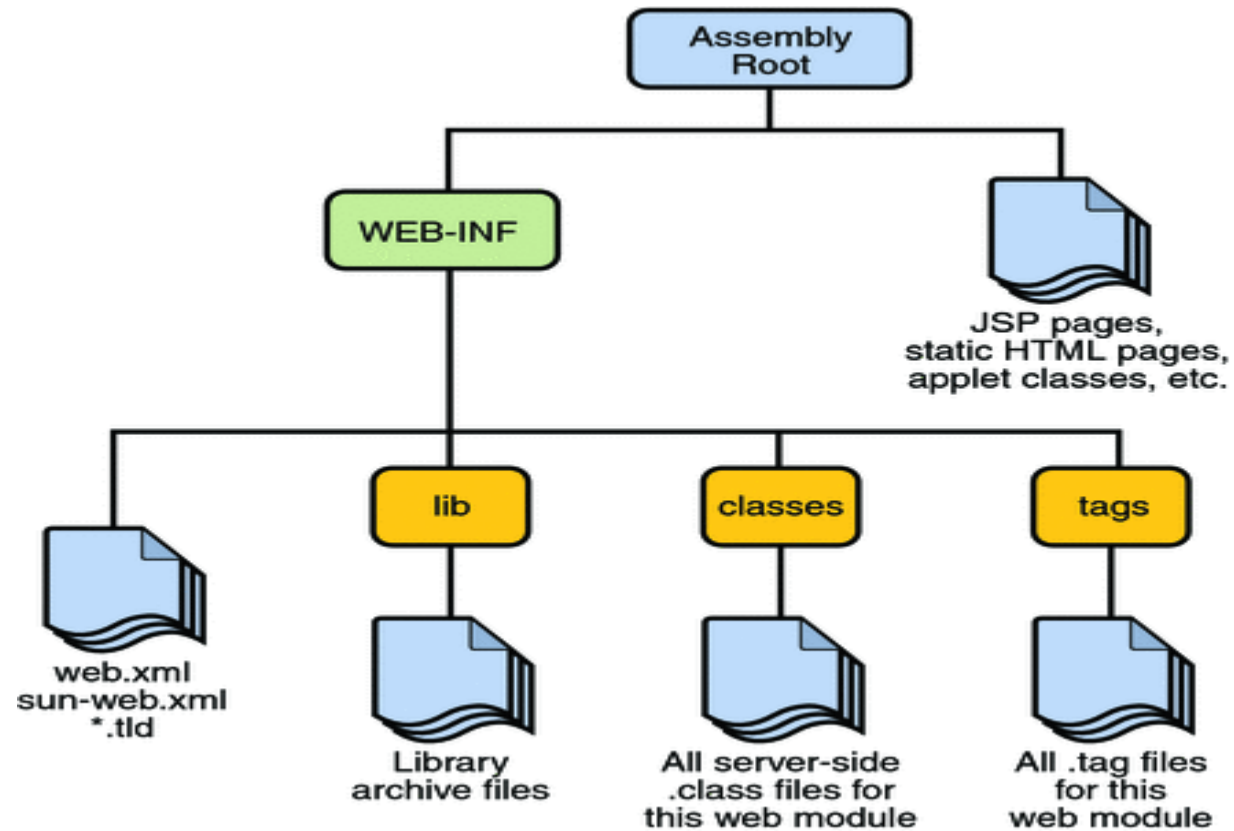 Assembly
Root
WEB-INF
JSP pages,
static HTML pages,
applet classes, etc.
lib
classes
tags
web.xml
sun-web.xml
*.tld
Library
archive files
All server-side
.class files for
this web module
All .tag files
for this
web module